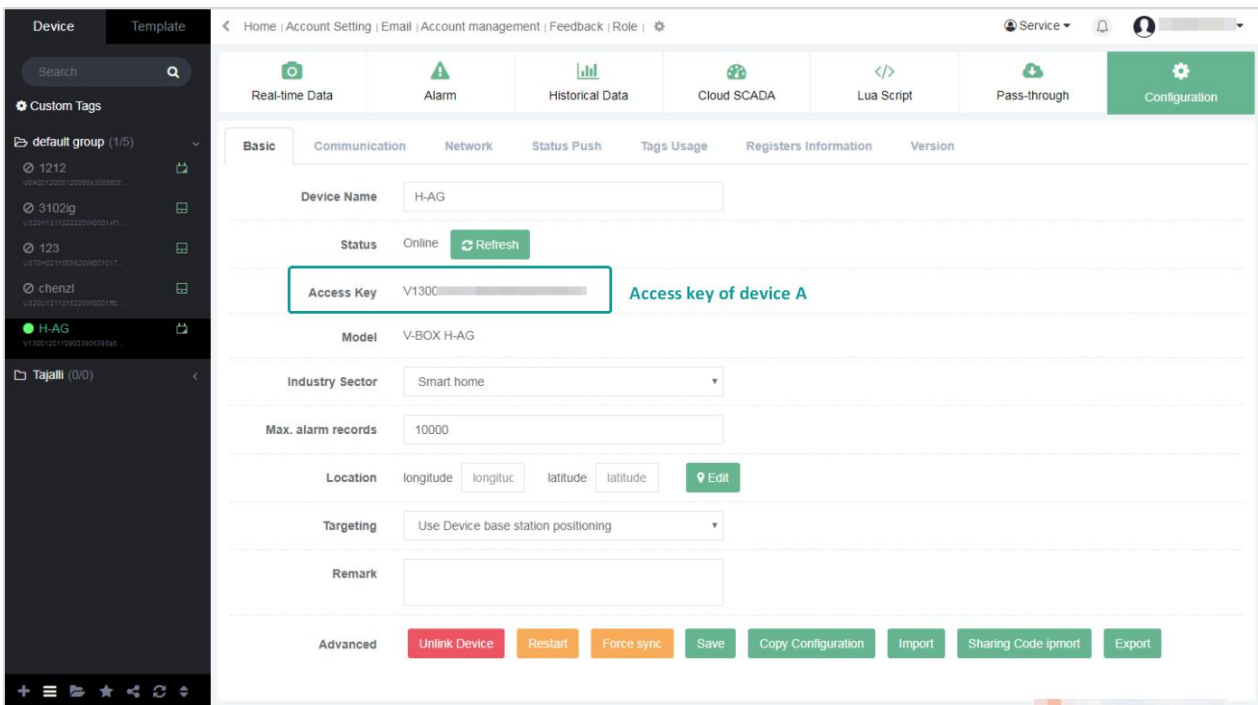 Device Template
Home | Account Setting | Email | Account management | Feedback | Role |
Service
Search
Custom Tags
default group (1/5)
1212
3102ig
123
chenzl
H-AG
Tajalli (0/0)
Real-time Data Alarm Historical Data Cloud SCADA Lua Script Pass-through Configuration
Basic Communication Network Status Push Tags Usage Registers Information Version
Device Name H-AG
Status Online Refresh
Access Key V1300 Access key of device A
Model V-BOX H-AG
Industry Sector Smart home
Max. alarm records 10000
Location longitude longituc latitude latitude Edit
Targeting Use Device base station positioning
Remark
Advanced Unlink Device Restart Force sync Save Copy Configuration Import Sharing Code ipmort Export